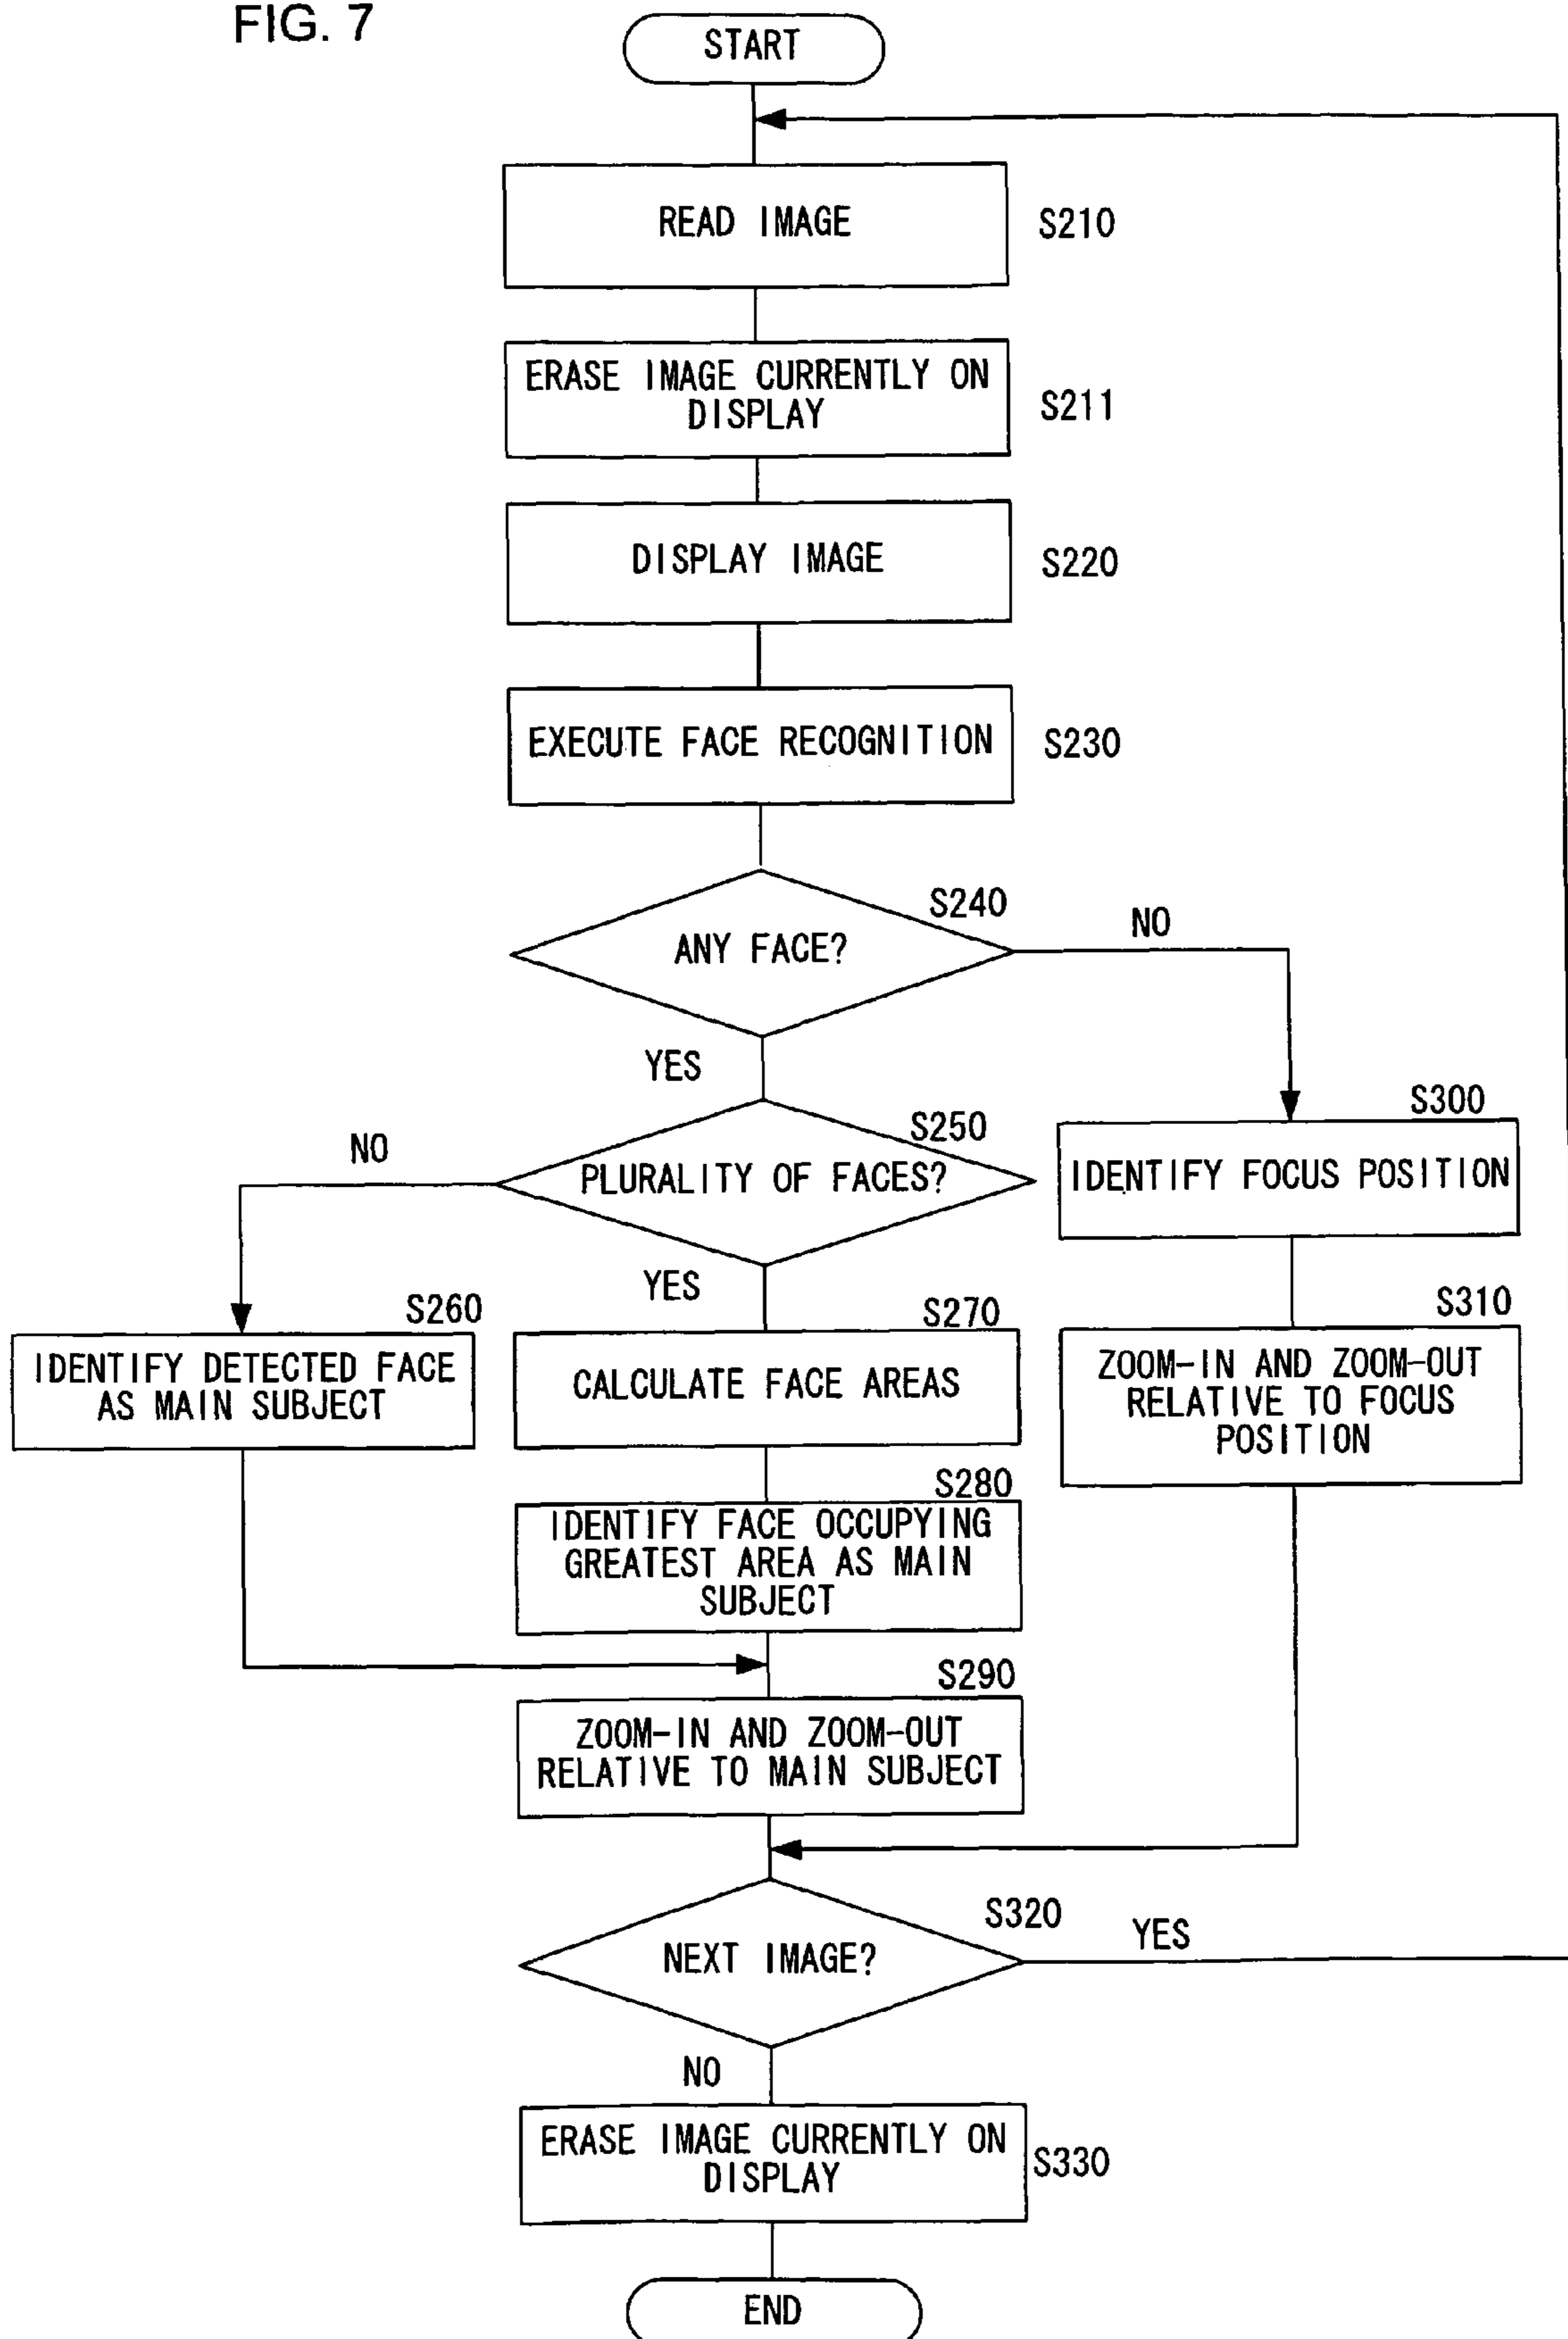 FIG. 7
START
READ IMAGE
S210
ERASE IMAGE CURRENTLY ON
DISPLAY
S211
DISPLAY IMAGE
S220
EXECUTE FACE RECOGNITION
S230
S240
ANY FACE?
NO
YES
S250
PLURALITY OF FACES?
NO
YES
S300
IDENTIFY FOCUS POSITION
S260
IDENTIFY DETECTED FACE
AS MAIN SUBJECT
S270
CALCULATE FACE AREAS
S310
ZOOM-IN AND ZOOM-OUT
RELATIVE TO FOCUS
POSITION
S280
IDENTIFY FACE OCCUPYING
GREATEST AREA AS MAIN
SUBJECT
S290
ZOOM-IN AND ZOOM-OUT
RELATIVE TO MAIN SUBJECT
S320
NEXT IMAGE?
YES
NO
ERASE IMAGE CURRENTLY ON
DISPLAY
S330
END